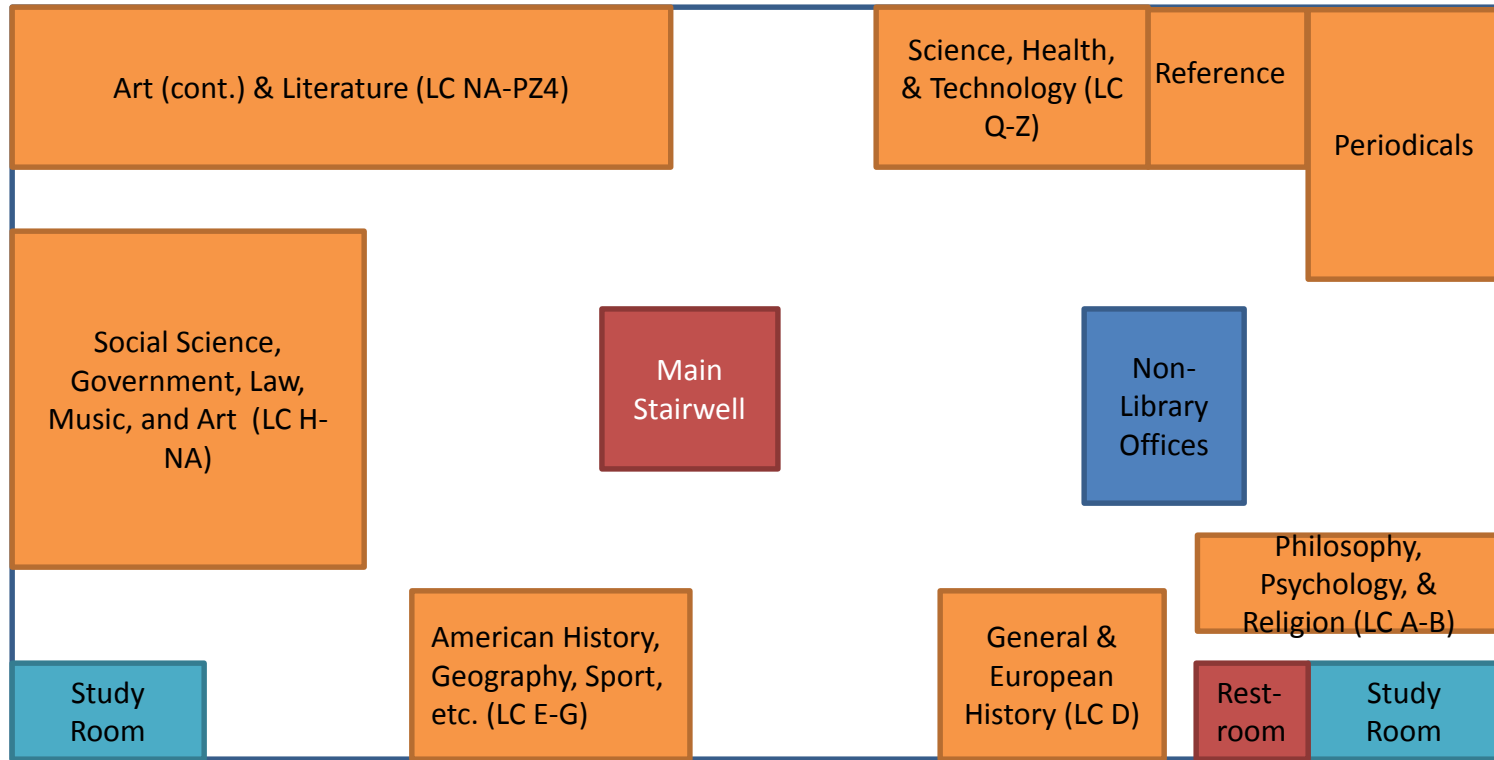 Art (cont.) & Literature (LC NA-PZ4)
Science, Health,
& Technology (LC
Q-Z)
Reference
Periodicals
Social Science,
Government, Law,
Music, and Art  (LC H-
NA)
Main
Stairwell
Non-
Library
Offices
Philosophy,
Psychology, &
Religion (LC A-B)
American History,
Geography, Sport,
etc. (LC E-G)
General &
European
History (LC D)
Study
Room
Rest-
room
Study
Room